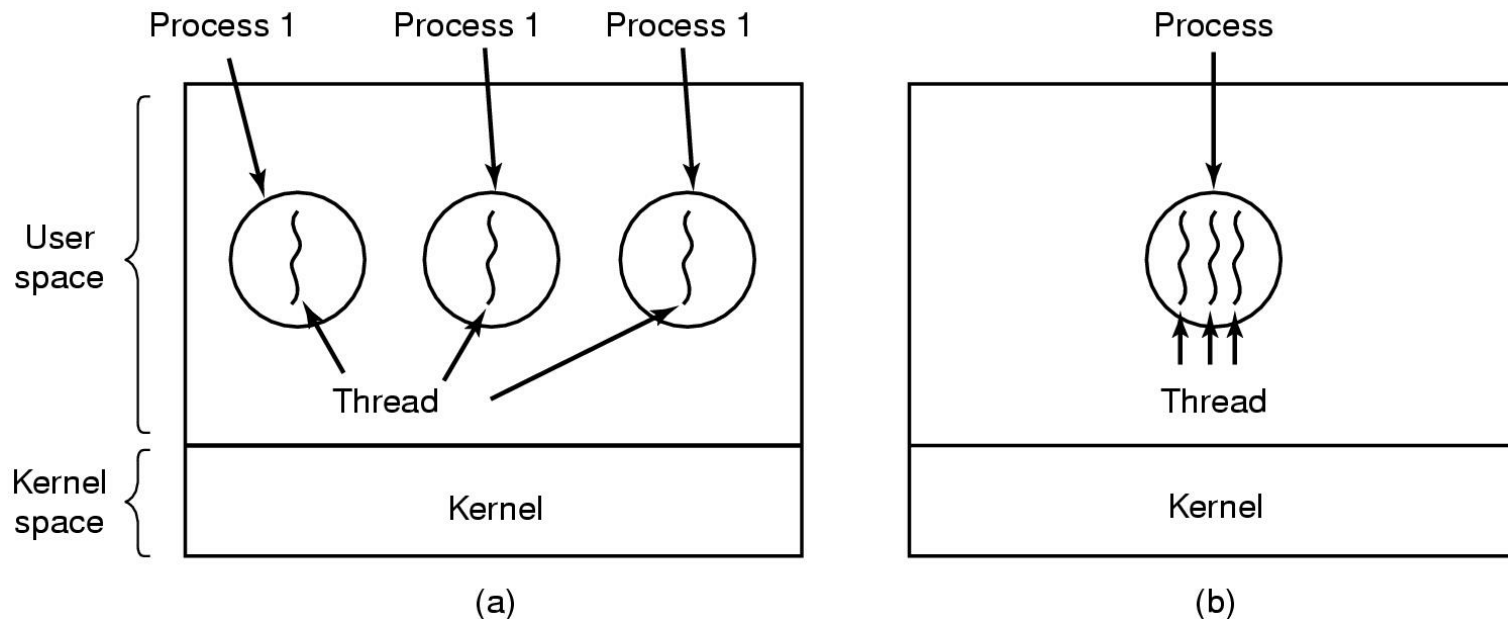 Process 1 Process 1 Process 1
Process
User
space
Thread
Thread
Kernel
space
Kernel
Kernel
(a)
(b)